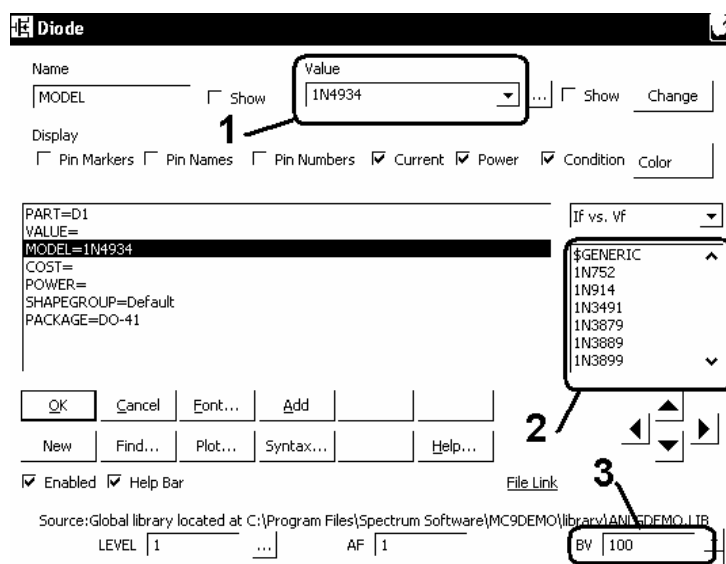 Diode
Name Value
MODEL Show 1N4934 ... Show Change
1
Display
Pin Markers Pin Names Pin Numbers Current Power Condition Color
PART=D1
VALUE=
MODEL=1N4934
COST=
POWER=
SHAPEGROUP=Default
PACKAGE=DO-41
If vs. Vf
$GENERIC
1N752
1N914
1N3491
1N3879
1N3889
1N3899
2
OK Cancel Font... Add
New Find... Plot... Syntax... Help...
Enabled Help Bar File Link
3
Source:Global library located at C:\Program Files\Spectrum Software\MC9DEMO\library\ANLGDEMO.LIB
LEVEL 1 ... AF 1 BV 100